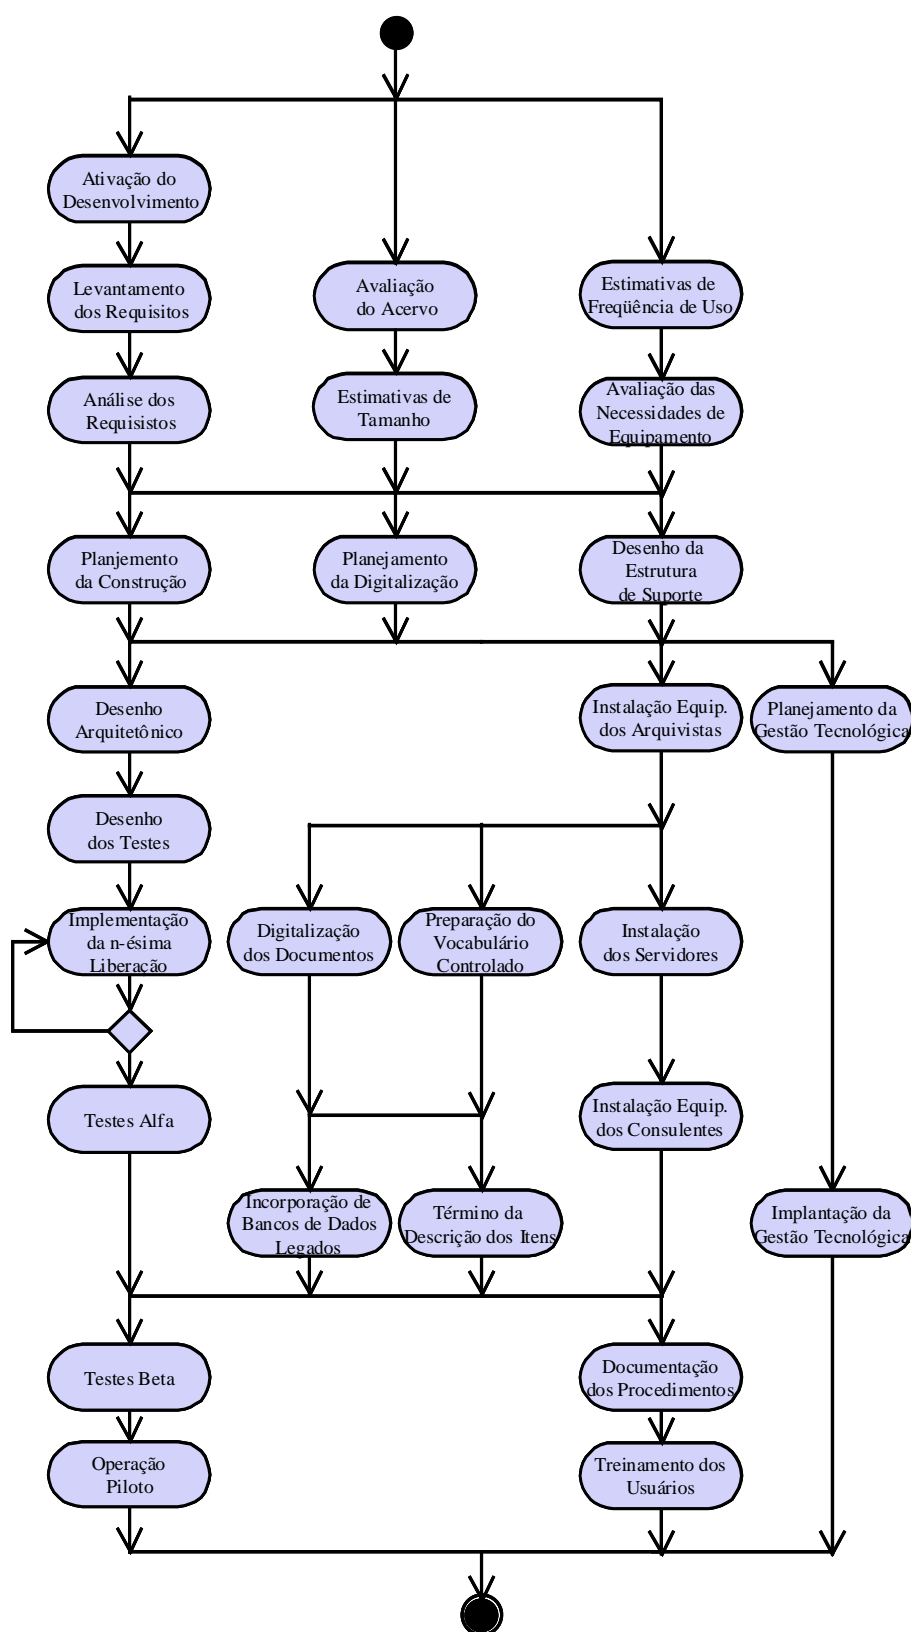 Ativação do
Desenvolvimento
Levantamento
dos Requisitos
Avaliação
do Acervo
Estimativas de
Freqüência de Uso
Análise dos
Requisistos
Estimativas de
Tamanho
Avaliação das
Necessidades de
Equipamento
Planjemento
da Construção
Planejamento
da Digitalização
Desenho da
Estrutura
de Suporte
Desenho
Arquitetônico
Instalação Equip.
dos Arquivistas
Planejamento da
Gestão Tecnológica
Desenho
dos Testes
Implementação
da n-ésima
Liberação
Digitalização
dos Documentos
Preparação do
Vocabulário
Controlado
Instalação
dos Servidores
Testes Alfa
Instalação Equip.
dos Consulentes
Incorporação de
Bancos de Dados
Legados
Término da
Descrição dos Itens
Implantação da
Gestão Tecnológica
Testes Beta
Documentação
dos Procedimentos
Operação
Piloto
Treinamento dos
Usuários